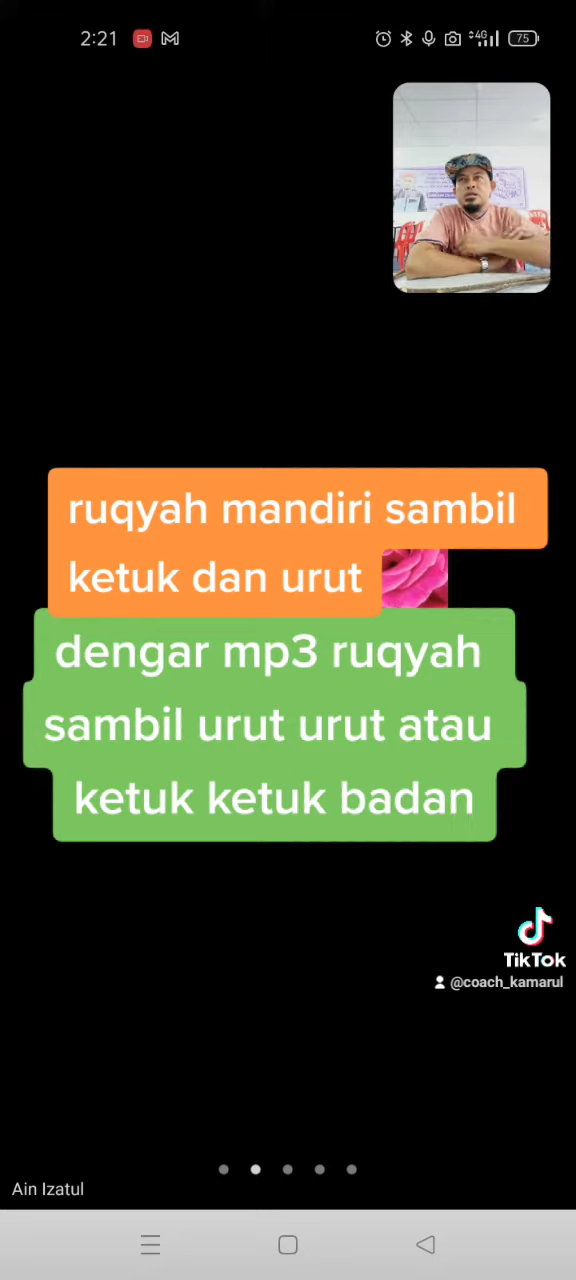 2:21
4G
75
ruqyah mandiri sambil
ketuk dan urut
dengar mp3 ruqyah
sambil urut urut atau
ketuk ketuk badan
TikTok
@coach_kamarul
Ain Izatul